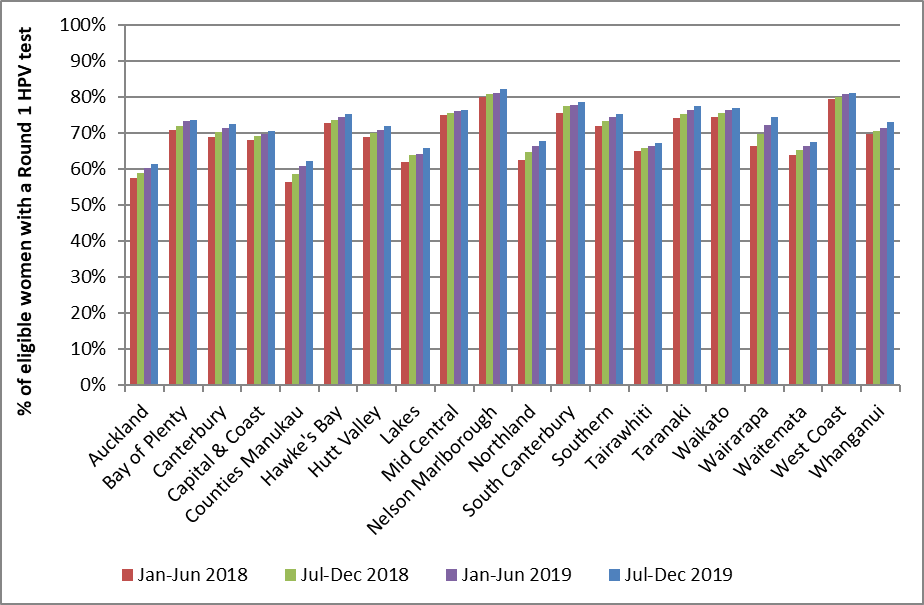 % of eligible women with a Round 1 HPV test
100%
90%
80%
70%
60%
50%
40%
30%
20%
10%
0%
Auckland
Bay of Plenty
Canterbury
Capital & Coast
Counties Manukau
Hawke's Bay
Hutt Valley
Lakes
Mid Central
Nelson Marlborough
Northland
South Canterbury
Southern
Tairawhiti
Taranaki
Waikato
Wairarapa
Waitemata
West Coast
Whanganui
Jan-Jun 2018 Jul-Dec 2018 Jan-Jun 2019 Jul-Dec 2019